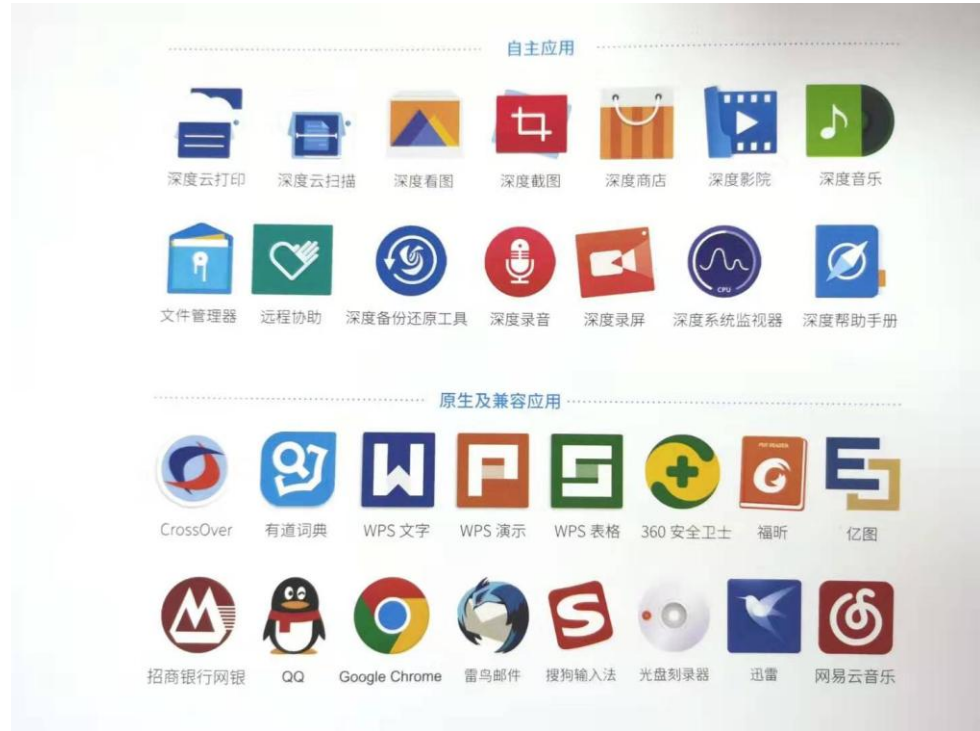 自主应用
深度云打印 深度云扫描 深度看图 深度截图 深度商店 深度影院 深度音乐
CPU
文件管理器 远程协助 深度备份还原工具 深度录音 深度录屏 深度系统监视器 深度帮助手册
原生及兼容应用
PDF READER
CrossOver 有道词典 WPS 文字 WPS 演示 WPS 表格 360 安全卫士 福昕 亿图
招商银行网银 QQ Google Chrome 雷鸟邮件 搜狗输入法 光盘刻录器 迅雷 网易云音乐